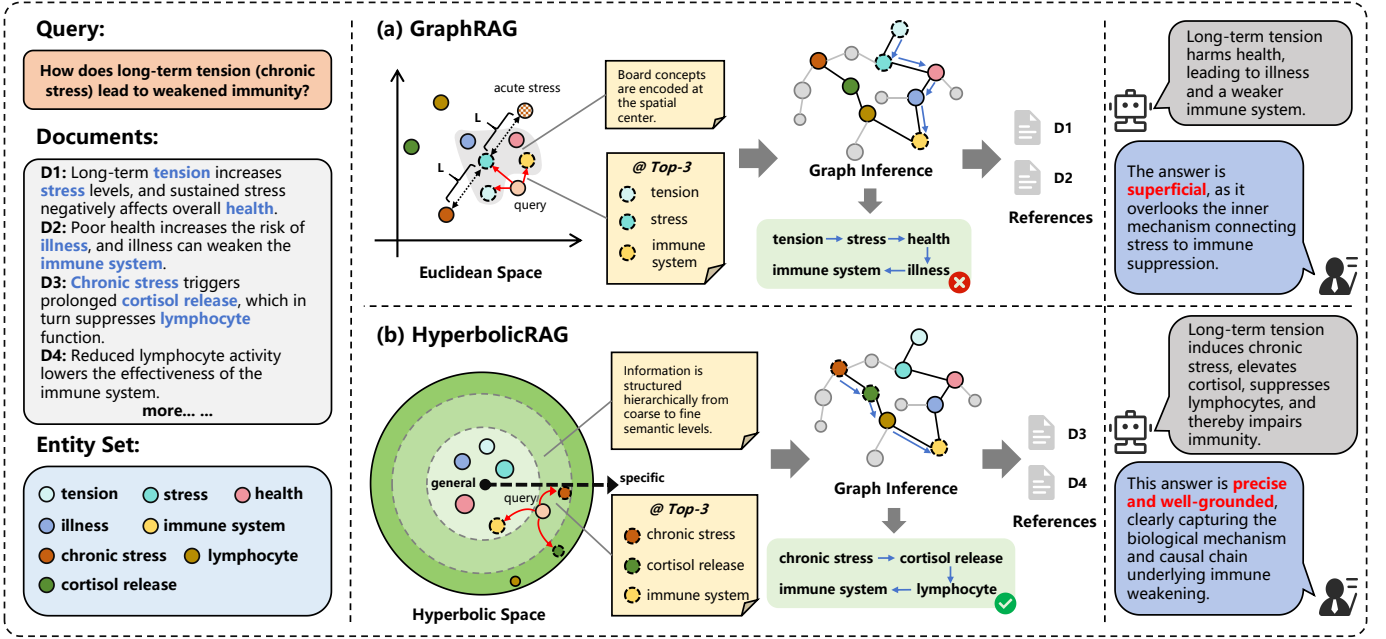 Query:
How does long-term tension (chronic
stress) lead to weakened immunity?
Documents:
D1: Long-term tension increases
stress levels, and sustained stress
negatively affects overall health.
D2: Poor health increases the risk of
illness, and illness can weaken the
immune system.
D3: Chronic stress triggers
prolonged cortisol release, which in
turn suppresses lymphocyte
function.
D4: Reduced lymphocyte activity
lowers the effectiveness of the
immune system.
more... ...
Entity Set:
tension stress health
illness immune system
chronic stress lymphocyte
cortisol release
(a) GraphRAG
acute stress
L
L
query
Euclidean Space
Board concepts
are encoded at
the spatial
center.
@ Top-3
tension
stress
immune
system
Graph Inference
tension stress health
immune system illness
D1
D2
References
Long-term tension
harms health,
leading to illness
and a weaker
immune system.
The answer is
superficial, as it
overlooks the inner
mechanism connecting
stress to immune
suppression.
(b) HyperbolicRAG
general
specific
query
Hyperbolic Space
Information is
structured
hierarchically from
coarse to fine
semantic levels.
@ Top-3
chronic stress
cortisol release
immune system
Graph Inference
chronic stress cortisol release
immune system lymphocyte
D3
D4
References
Long-term tension
induces chronic
stress, elevates
cortisol, suppresses
lymphocytes, and
thereby impairs
immunity.
This answer is precise
and well-grounded,
clearly capturing the
biological mechanism
and causal chain
underlying immune
weakening.